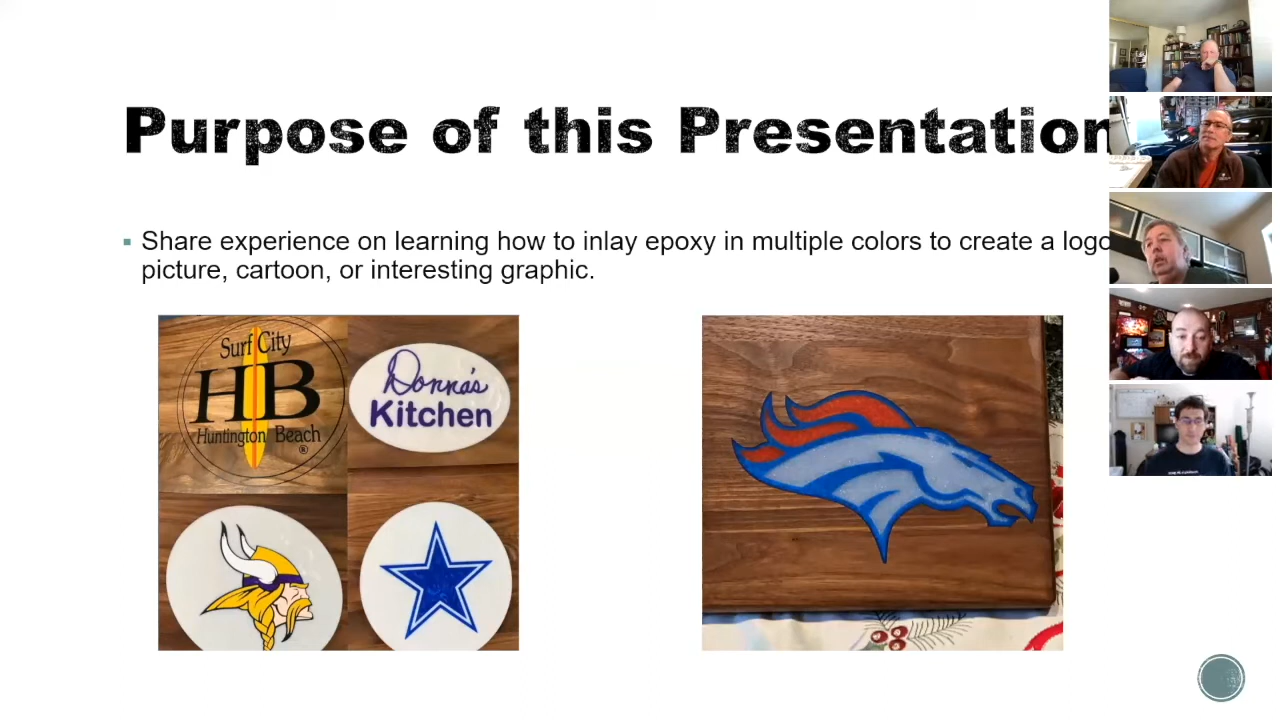 Purpose of this Presentation
Share experience on learning how to inlay epoxy in multiple colors to create a logo
picture, cartoon, or interesting graphic.
Surf City
HB
Huntington Beach
®
Donna's
Kitchen